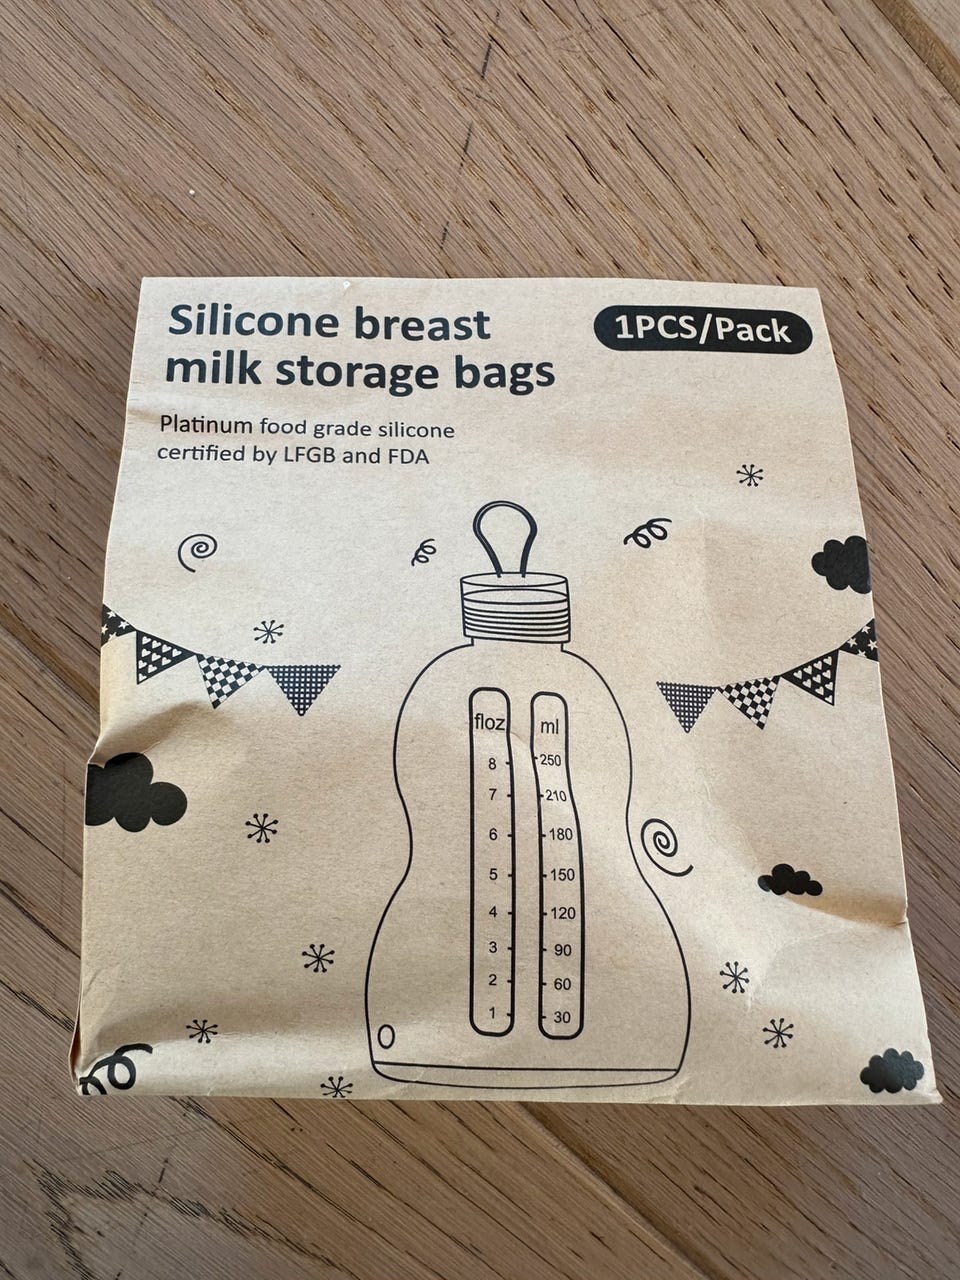 Silicone breast
milk storage bags
1PCS/Pack
Platinum food grade silicone
certified by LFGB and FDA
floz
8
7
6
5
4
3
2
1
ml
250
210
180
150
120
90
60
30